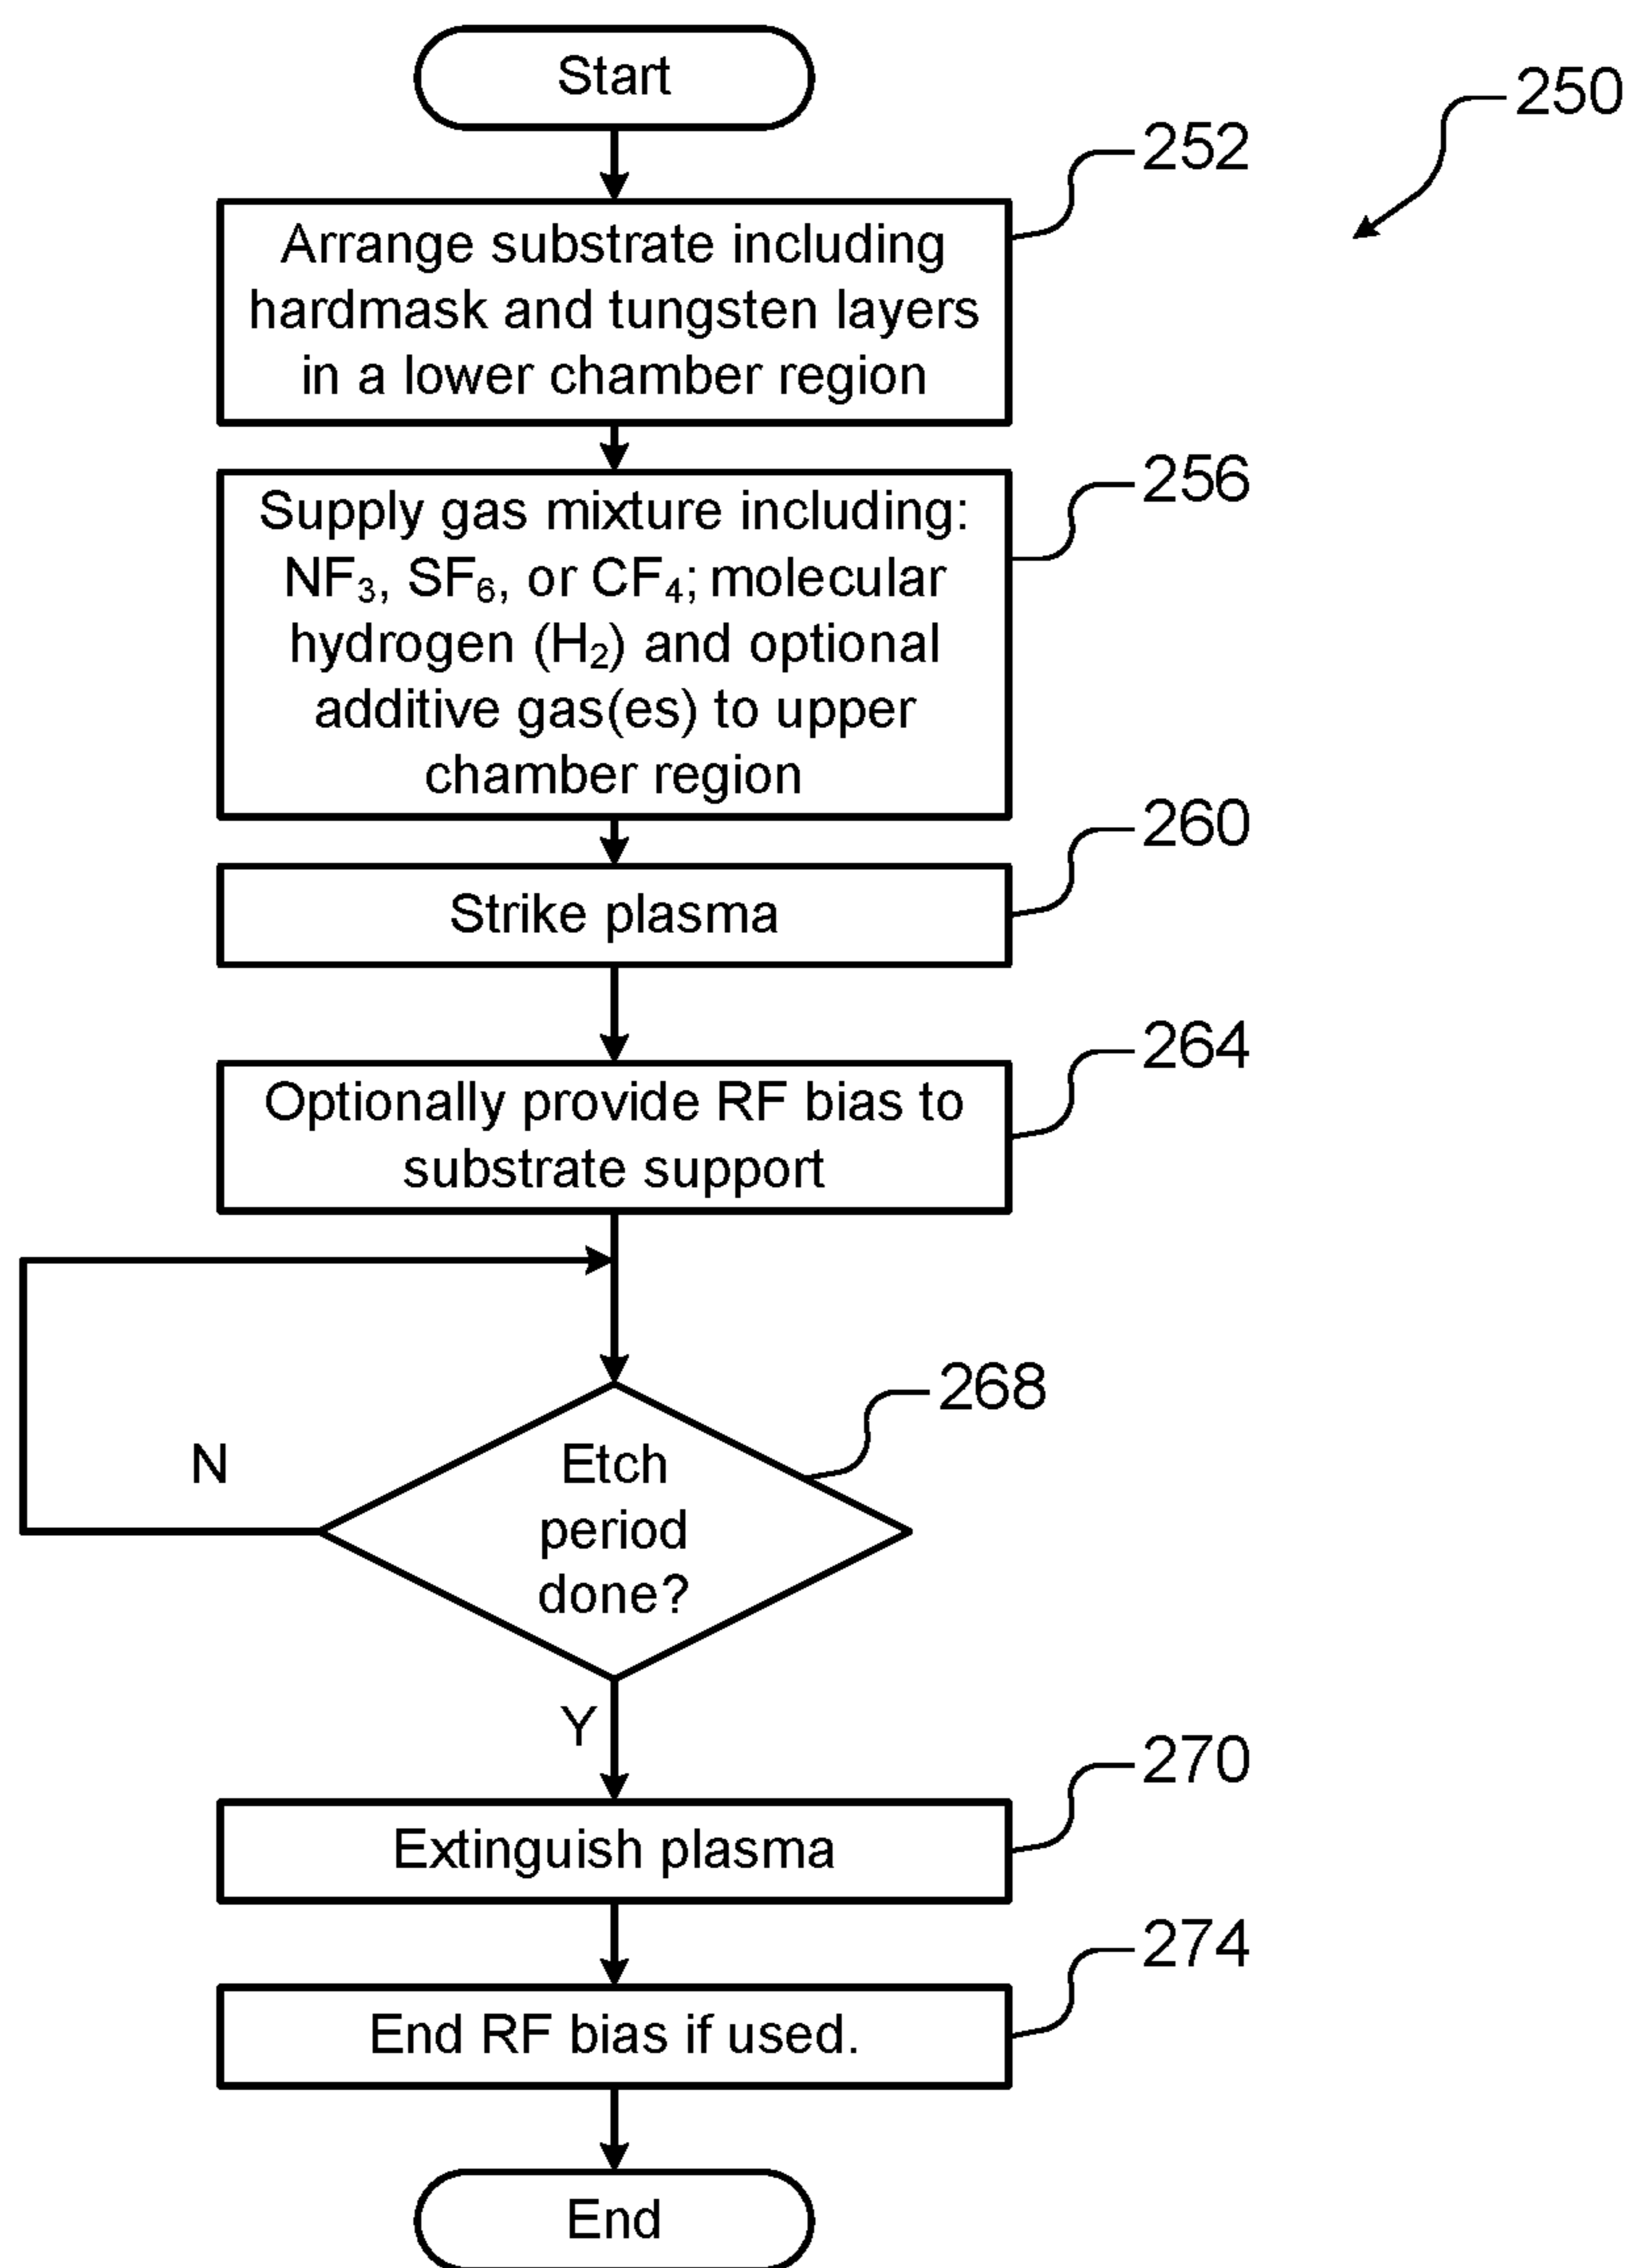 Start
250
252
Arrange substrate including
hardmask and tungsten layers
in a lower chamber region
256
Supply gas mixture including:
NF₃, SF₆, or CF₄; molecular
hydrogen (H₂) and optional
additive gas(es) to upper
chamber region
260
Strike plasma
264
Optionally provide RF bias to
substrate support
268
N
Etch
period
done?
Y
270
Extinguish plasma
274
End RF bias if used.
End